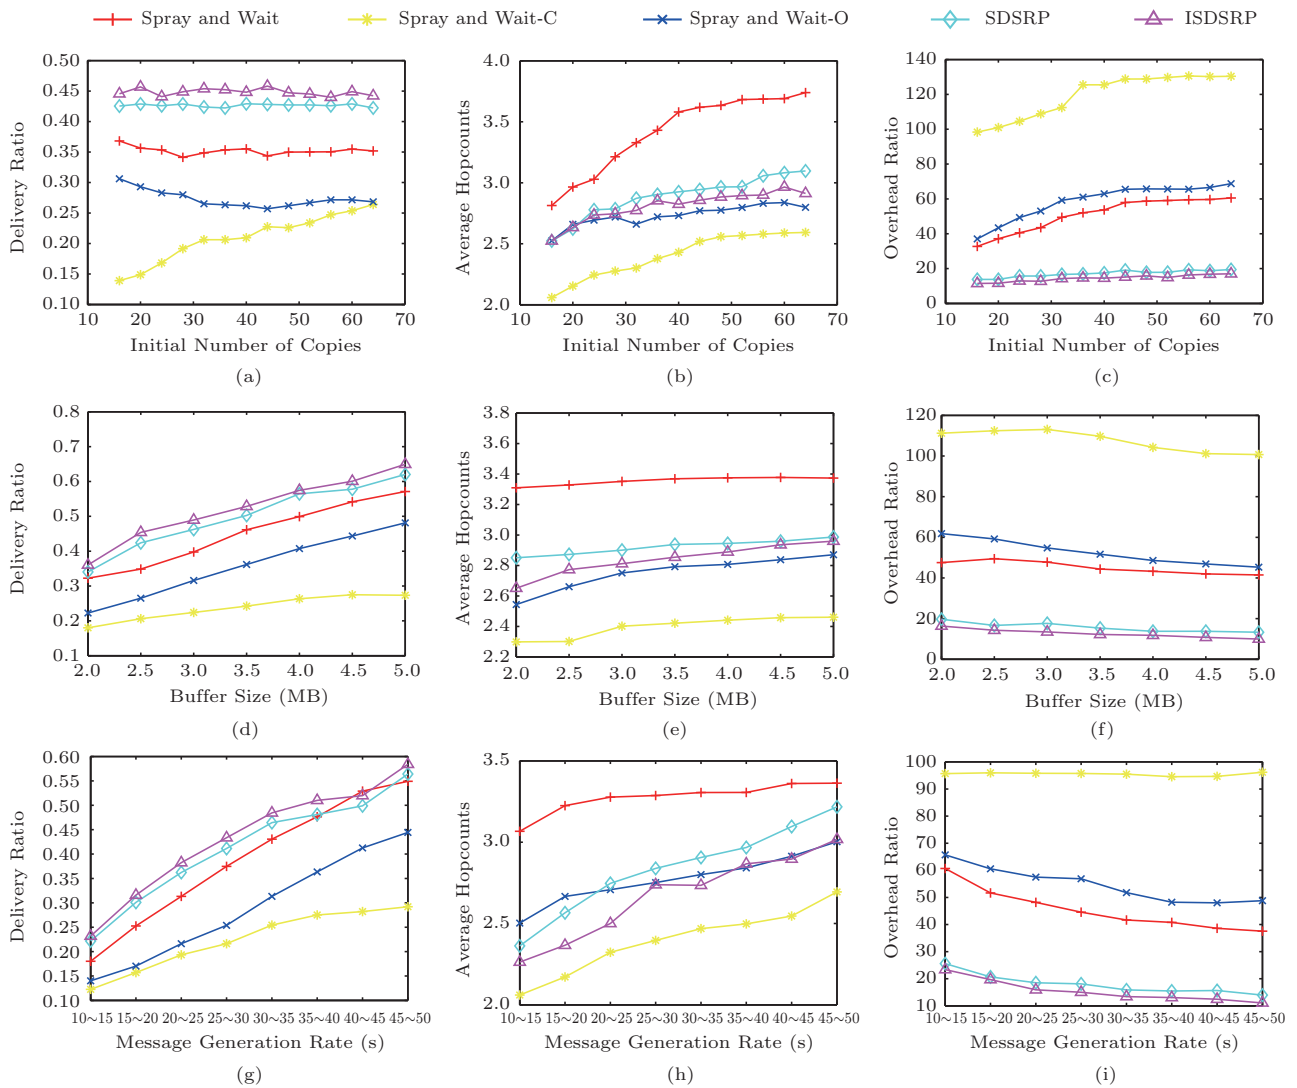 Spray and Wait Spray and Wait-C Spray and Wait-O SDSRP ISDSRP
0.50
0.45
0.40
0.35
0.30
0.25
0.20
0.15
0.10
10 20 30 40 50 60 70
Delivery Ratio
Initial Number of Copies
(a)
4.0
3.5
3.0
2.5
2.0
10 20 30 40 50 60 70
Average Hopcounts
Initial Number of Copies
(b)
140
120
100
80
60
40
20
0
10 20 30 40 50 60 70
Overhead Ratio
Initial Number of Copies
(c)
0.8
0.7
0.6
0.5
0.4
0.3
0.2
0.1
2.0 2.5 3.0 3.5 4.0 4.5 5.0
Delivery Ratio
Buffer Size (MB)
(d)
3.8
3.6
3.4
3.2
3.0
2.8
2.6
2.4
2.2
2.0 2.5 3.0 3.5 4.0 4.5 5.0
Average Hopcounts
Buffer Size (MB)
(e)
120
100
80
60
40
20
0
2.0 2.5 3.0 3.5 4.0 4.5 5.0
Overhead Ratio
Buffer Size (MB)
(f)
0.60
0.55
0.50
0.45
0.40
0.35
0.30
0.25
0.20
0.15
0.10
10~15 15~20 20~25 25~30 30~35 35~40 40~45 45~50
Delivery Ratio
Message Generation Rate (s)
(g)
3.5
3.0
2.5
2.0
10~15 15~20 20~25 25~30 30~35 35~40 40~45 45~50
Average Hopcounts
Message Generation Rate (s)
(h)
100
90
80
70
60
50
40
30
20
10
10~15 15~20 20~25 25~30 30~35 35~40 40~45 45~50
Overhead Ratio
Message Generation Rate (s)
(i)